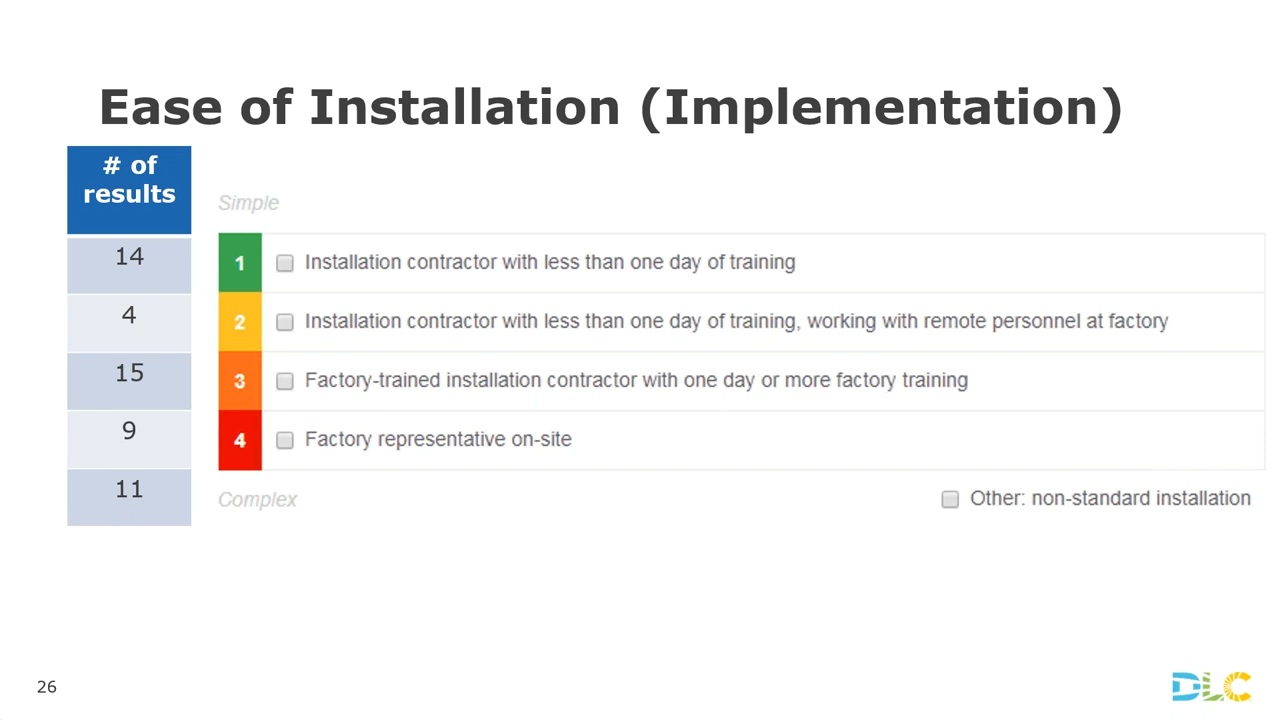 Ease of Installation (Implementation)
# of
results
Simple
14
1 Installation contractor with less than one day of training
4
2 Installation contractor with less than one day of training, working with remote personnel at factory
15
3 Factory-trained installation contractor with one day or more factory training
9
4 Factory representative on-site
11
Complex
Other: non-standard installation
26
DLC